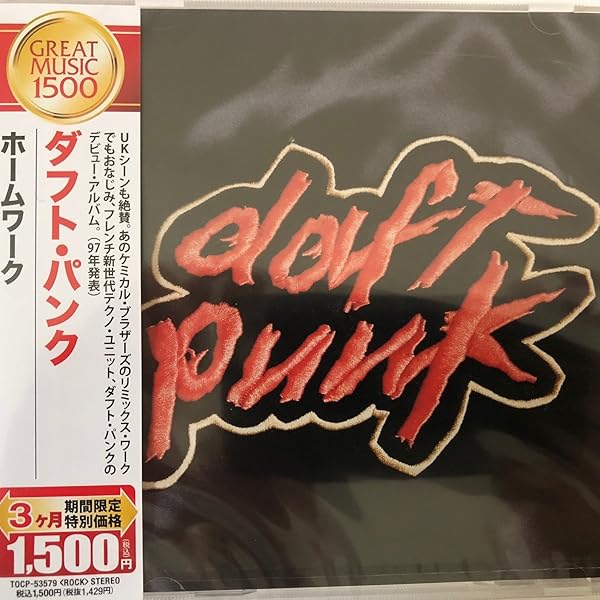 GREAT
MUSIC
1500
ダフト・パンク
ホームワーク
UKシーンも絶賛。あのケミカル・ブラザーズのリミックス・ワーク
でもおなじみ、フレンチ新世代テクノ・ユニット、ダフト・パンクの
デビュー・アルバム。('97年発表)
daft
punk
3ヶ月 期間限定
特別価格
1,500円(税込)
TOCP-53579 <ROCK> STEREO
税込1,500円(税抜1,429円)